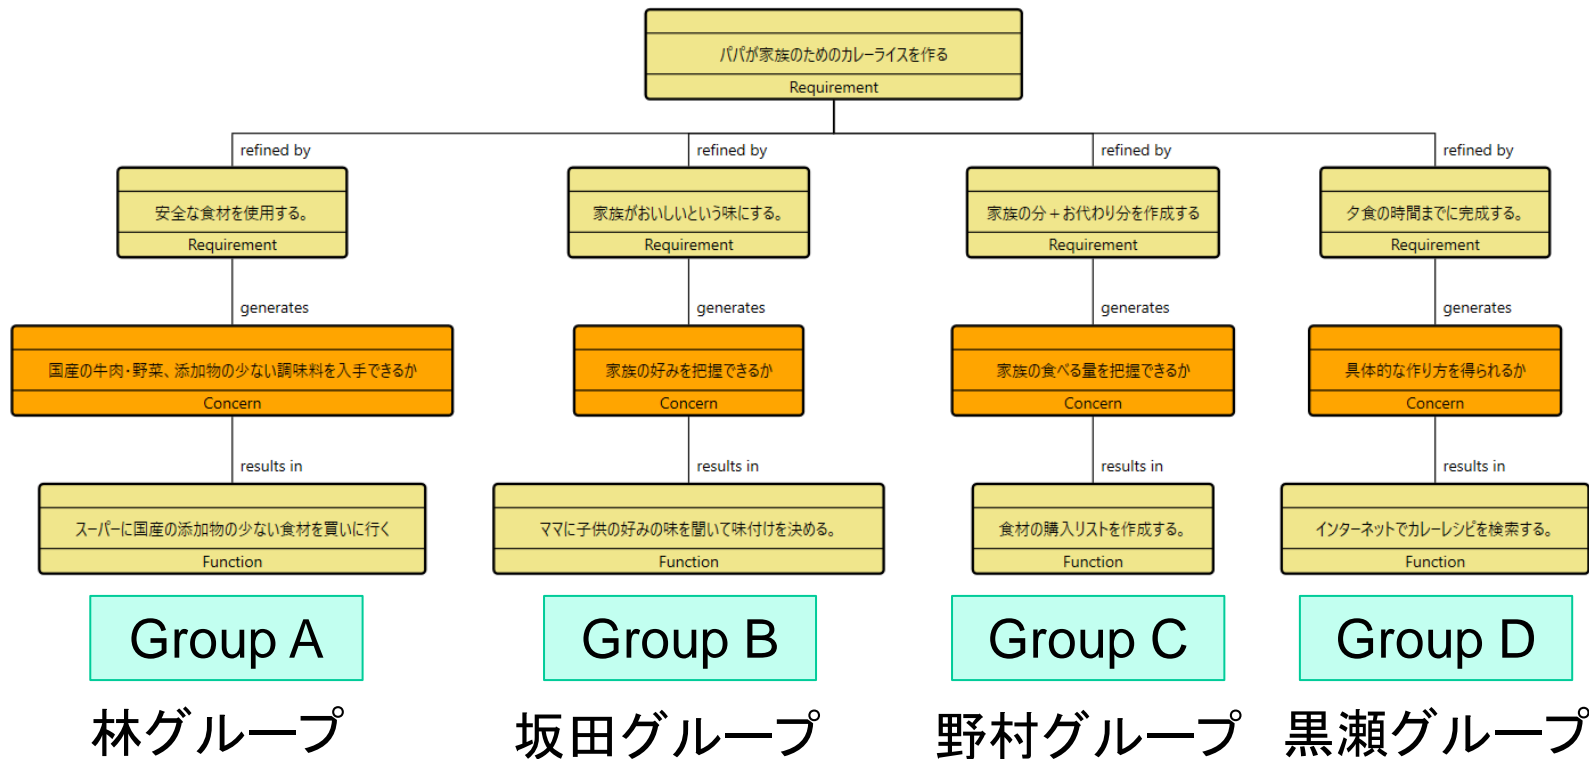 パパが家族のためのカレーライスを作る
Requirement
refined by
refined by
refined by
refined by
安全な食材を使用する。
家族がおいしいという味にする。
家族の分+お代わり分を作成する
夕食の時間までに完成する。
Requirement
Requirement
Requirement
Requirement
generates
generates
generates
generates
国産の牛肉・野菜、添加物の少ない調味料を入手できるか
家族の好みを把握できるか
家族の食べる量を把握できるか
具体的な作り方を得られるか
Concern
Concern
Concern
Concern
results in
results in
results in
results in
スーパーに国産の添加物の少ない食材を買いに行く
ママに子供の好みの味を聞いて味付けを決める。
食材の購入リストを作成する。
インターネットでカレーレシピを検索する。
Function
Function
Function
Function
Group A
Group B
Group C
Group D
林グループ
坂田グループ
野村グループ
黒瀬グループ